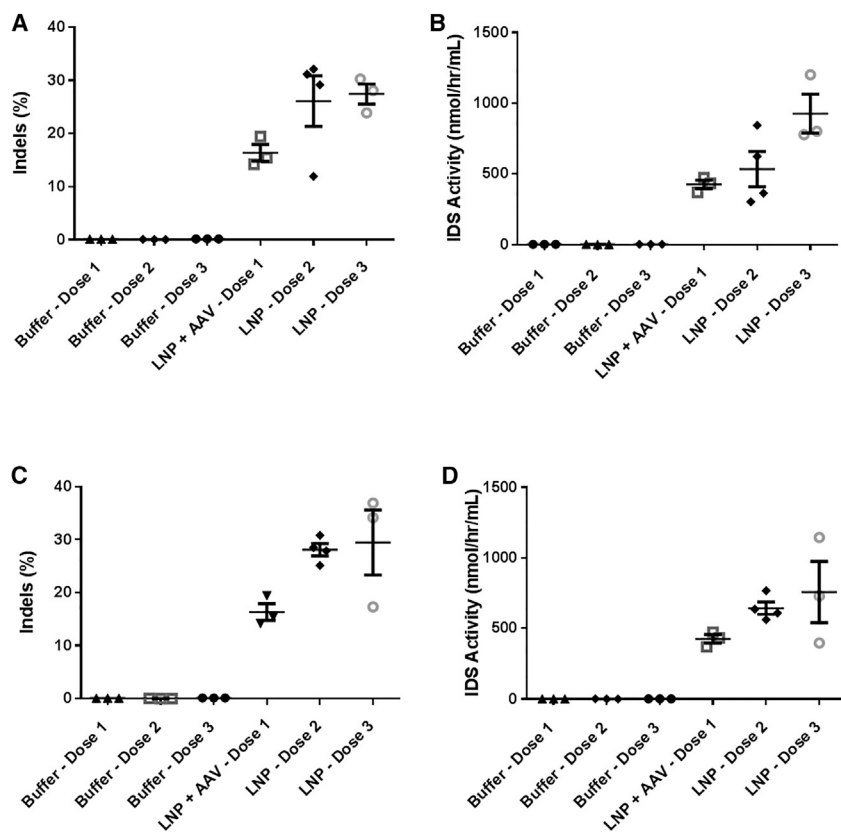 A
Indels (%)
40
30
20
10
0
Buffer - Dose 1
Buffer - Dose 2
Buffer - Dose 3
LNP + AAV - Dose 1
LNP - Dose 2
LNP - Dose 3
B
IDS Activity (nmol/hr/mL)
1500
1000
500
0
Buffer - Dose 1
Buffer - Dose 2
Buffer - Dose 3
LNP + AAV - Dose 1
LNP - Dose 2
LNP - Dose 3
C
Indels (%)
40
30
20
10
0
Buffer - Dose 1
Buffer - Dose 2
Buffer - Dose 3
LNP + AAV - Dose 1
LNP - Dose 2
LNP - Dose 3
D
IDS Activity (nmol/hr/mL)
1500
1000
500
0
Buffer - Dose 1
Buffer - Dose 2
Buffer - Dose 3
LNP + AAV - Dose 1
LNP - Dose 2
LNP - Dose 3